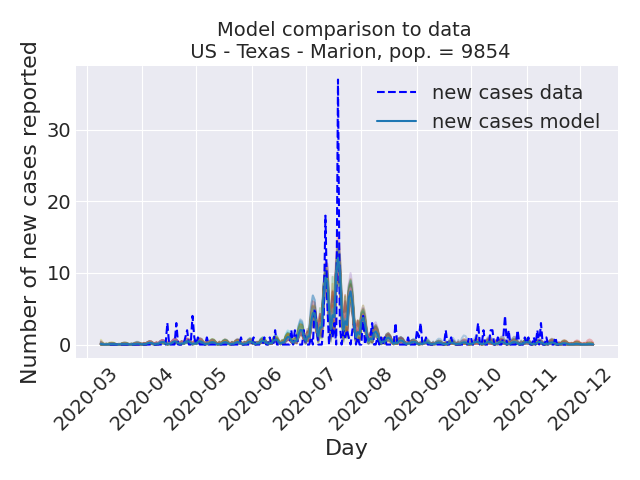 Model comparison to data
US - Texas - Marion, pop. = 9854
new cases data
new cases model
Number of new cases reported
30
20
10
0
2020-03
2020-04
2020-05
2020-06
2020-07
2020-08
2020-09
2020-10
2020-11
2020-12
Day